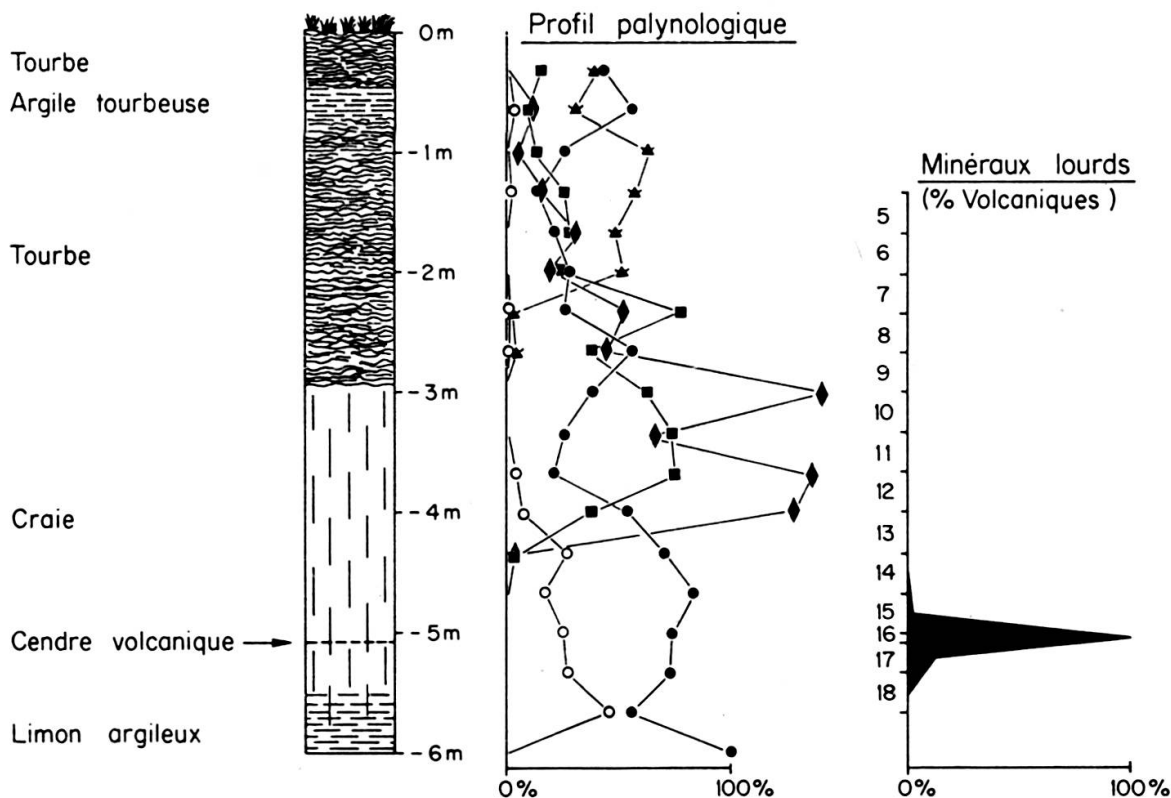 Tourbe
Argile tourbeuse
Tourbe
Craie
Cendre volcanique
Limon argileux
0m
-1m
-2m
-3m
-4m
-5m
-6m
Profil palynologique
0%
100%
Minéraux lourds
(% Volcaniques)
5
6
7
8
9
10
11
12
13
14
15
16
17
18
0%
100%